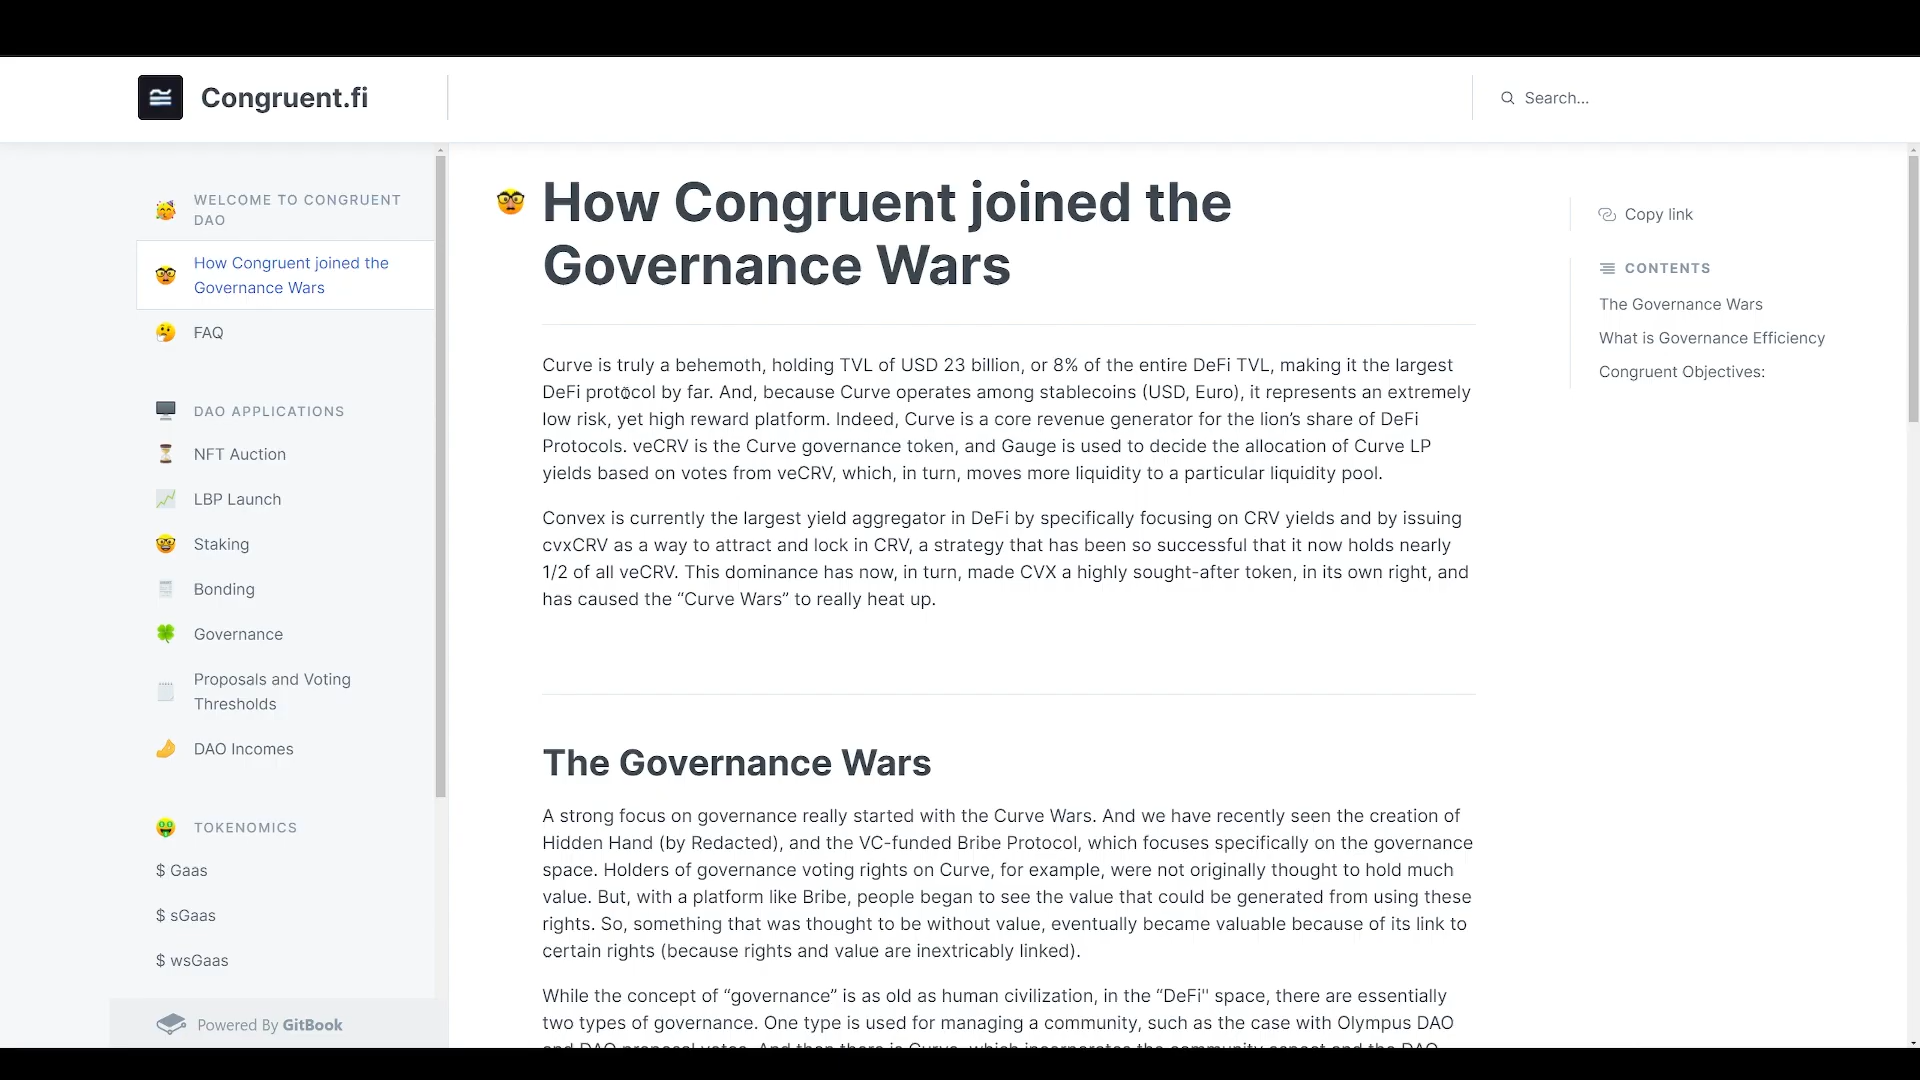 Congruent.fi
Search...
WELCOME TO CONGRUENT
DAO
How Congruent joined the
Governance Wars
FAQ
DAO APPLICATIONS
NFT Auction
LBP Launch
Staking
Bonding
Governance
Proposals and Voting
Thresholds
DAO Incomes
TOKENOMICS
$ Gaas
$ sGaas
$ wsGaas
Powered By GitBook
How Congruent joined the
Governance Wars
Curve is truly a behemoth, holding TVL of USD 23 billion, or 8% of the entire DeFi TVL, making it the largest
DeFi protocol by far. And, because Curve operates among stablecoins (USD, Euro), it represents an extremely
low risk, yet high reward platform. Indeed, Curve is a core revenue generator for the lion’s share of DeFi
Protocols. veCRV is the Curve governance token, and Gauge is used to decide the allocation of Curve LP
yields based on votes from veCRV, which, in turn, moves more liquidity to a particular liquidity pool.
Convex is currently the largest yield aggregator in DeFi by specifically focusing on CRV yields and by issuing
cvxCRV as a way to attract and lock in CRV, a strategy that has been so successful that it now holds nearly
1/2 of all veCRV. This dominance has now, in turn, made CVX a highly sought-after token, in its own right, and
has caused the “Curve Wars” to really heat up.
The Governance Wars
A strong focus on governance really started with the Curve Wars. And we have recently seen the creation of
Hidden Hand (by Redacted), and the VC-funded Bribe Protocol, which focuses specifically on the governance
space. Holders of governance voting rights on Curve, for example, were not originally thought to hold much
value. But, with a platform like Bribe, people began to see the value that could be generated from using these
rights. So, something that was thought to be without value, eventually became valuable because of its link to
certain rights (because rights and value are inextricably linked).
While the concept of “governance” is as old as human civilization, in the “DeFi" space, there are essentially
two types of governance. One type is used for managing a community, such as the case with Olympus DAO
and DAO proposal votes. And then there is Curve, which incorporates the community aspect and the DAO
Copy link
CONTENTS
The Governance Wars
What is Governance Efficiency
Congruent Objectives: